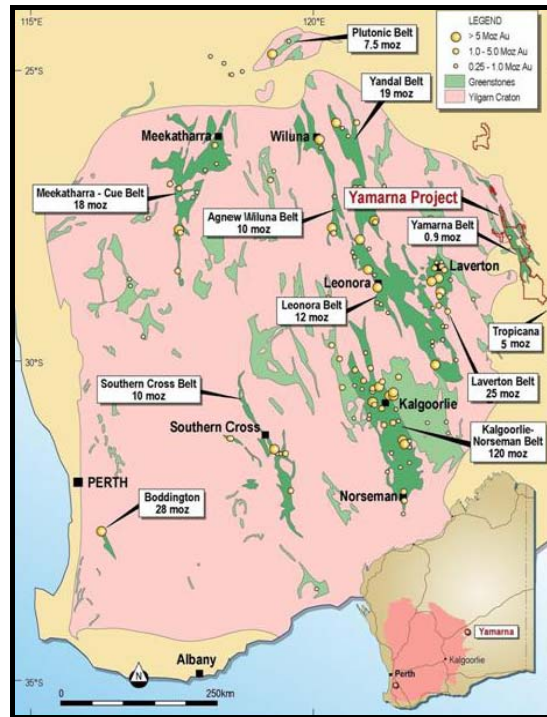 120°E
LEGEND
> 5 Moz Au
1.0 - 5.0 Moz Au
0.25 - 1.0 Moz Au
Greenstones
Yilgarn Craton
Plutonic Belt
7.5 moz
25°S
Yandal Belt
19 moz
Meekatharra
Wiluna
Yamarna Project
Meekatharra - Cue Belt
18 moz
Agnew Wiluna Belt
10 moz
Yamarna Belt
0.9 moz
Laverton
Leonora
Leonora Belt
12 moz
Tropicana
5 moz
30°S
Laverton Belt
25 moz
Southern Cross Belt
10 moz
Kalgoorlie
Southern Cross
Kalgoorlie-
Norseman Belt
120 moz
PERTH
Boddington
28 moz
Norseman
Yamarna
Kalgoorlie
Perth
Albany
N
35°S
0
250km